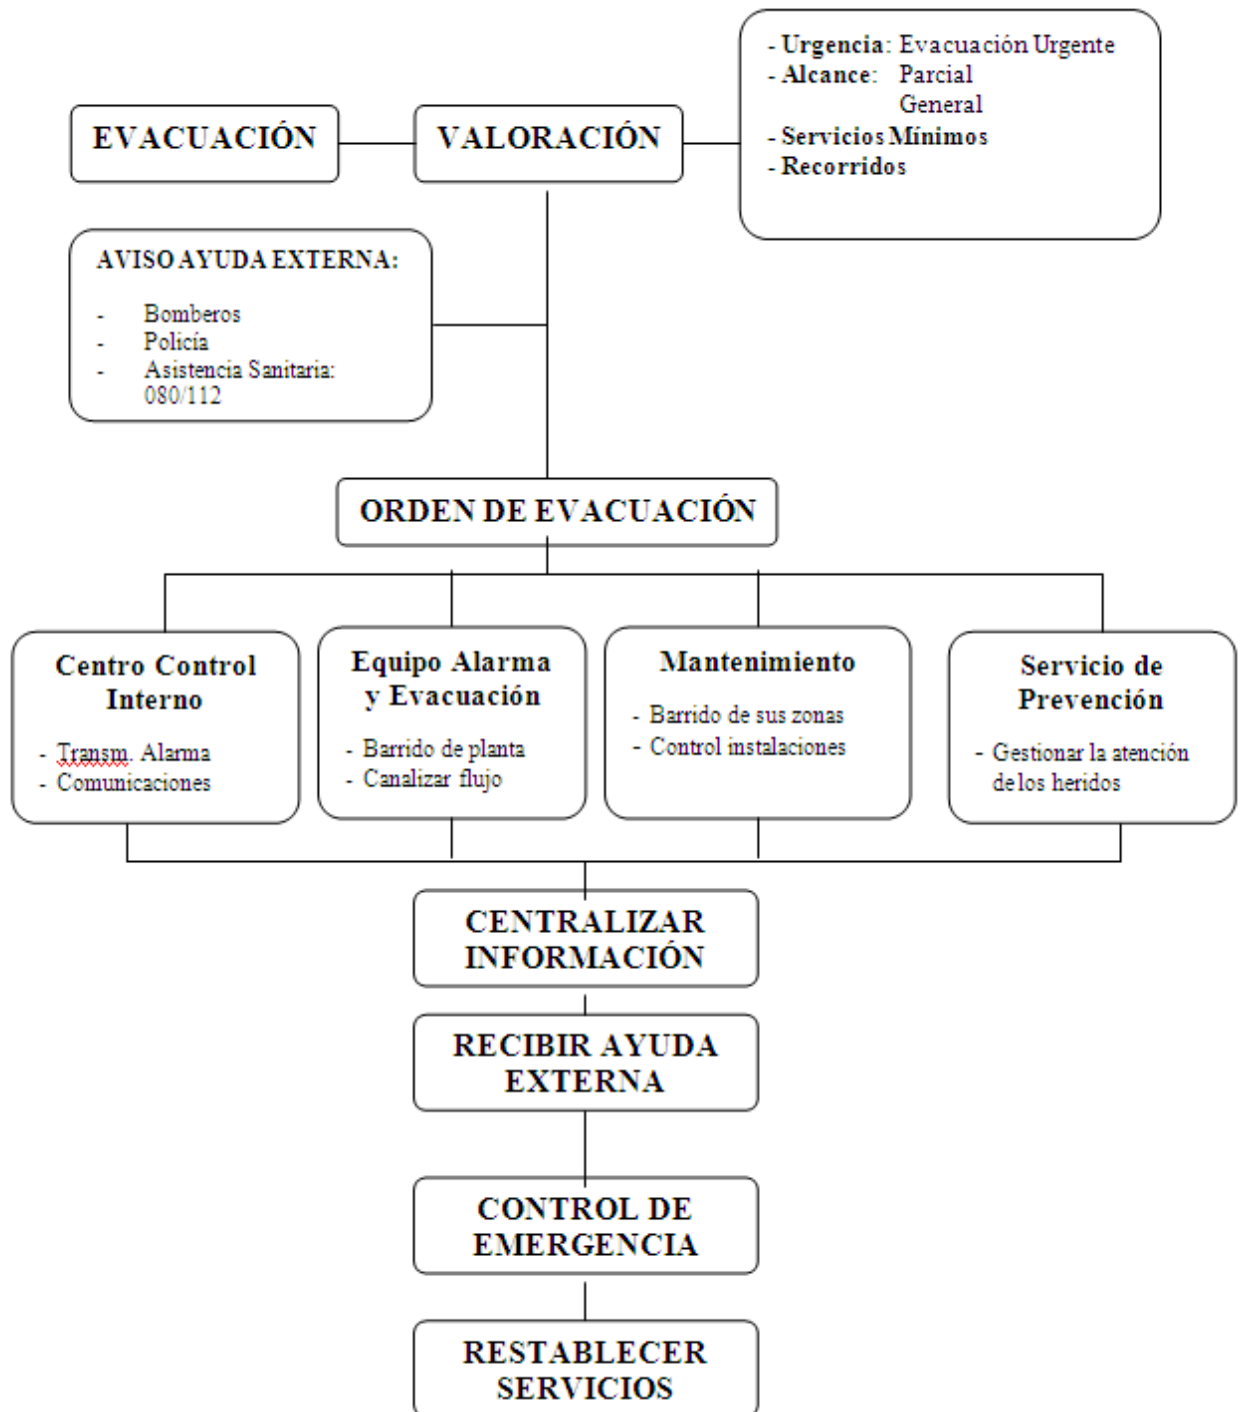 - Urgencia: Evacuación Urgente
- Alcance: Parcial
General
- Servicios Mínimos
- Recorridos
EVACUACIÓN
VALORACIÓN
AVISO AYUDA EXTERNA:
- Bomberos
- Policía
- Asistencia Sanitaria:
080/112
ORDEN DE EVACUACIÓN
Centro Control
Interno
- Transm. Alarma
- Comunicaciones
Equipo Alarma
y Evacuación
- Barrido de planta
- Canalizar flujo
Mantenimiento
- Barrido de sus zonas
- Control instalaciones
Servicio de
Prevención
- Gestionar la atención
de los heridos
CENTRALIZAR
INFORMACIÓN
RECIBIR AYUDA
EXTERNA
CONTROL DE
EMERGENCIA
RESTABLECER
SERVICIOS